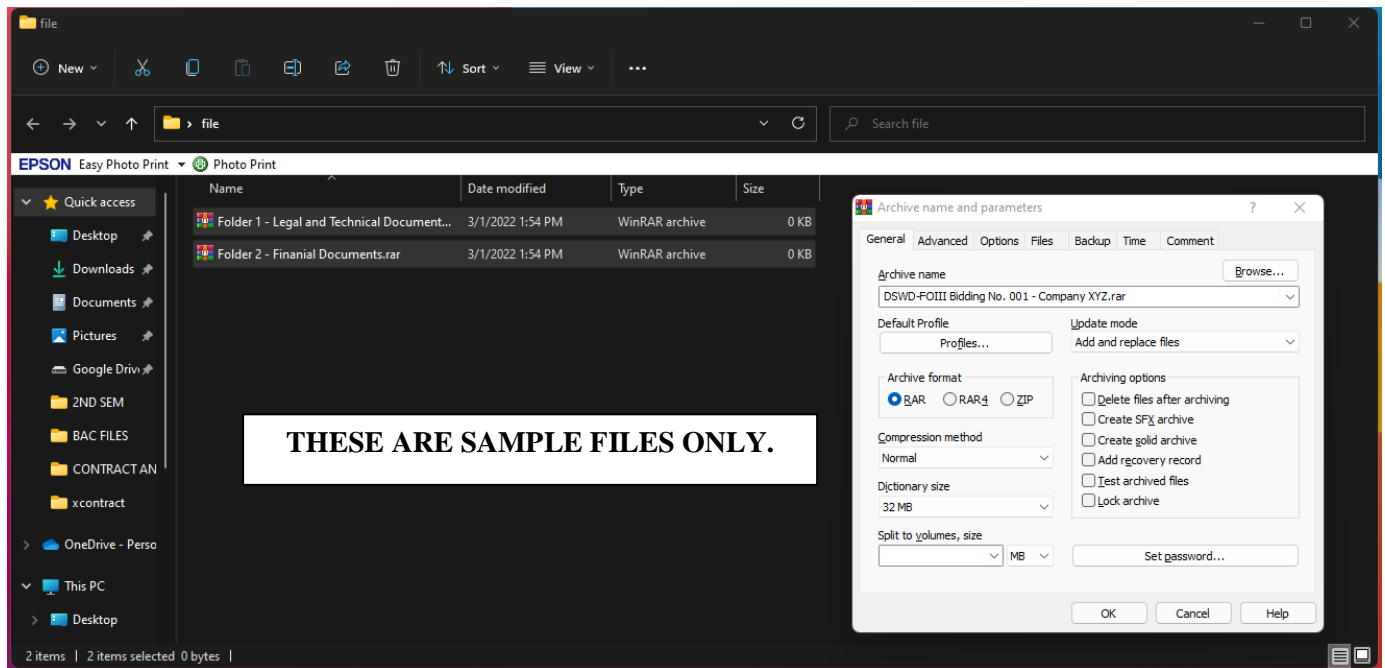 file
New
Sort
View
file
Search file
EPSON Easy Photo Print Photo Print
Name Date modified Type Size
Quick access
Desktop
Downloads
Documents
Pictures
Google Driv
2ND SEM
BAC FILES
CONTRACT AN
xcontract
OneDrive - Perso
This PC
Desktop
Folder 1 - Legal and Technical Document... 3/1/2022 1:54 PM WinRAR archive 0 KB
Folder 2 - Finanial Documents.rar 3/1/2022 1:54 PM WinRAR archive 0 KB
THESE ARE SAMPLE FILES ONLY.
Archive name and parameters
General Advanced Options Files Backup Time Comment
Archive name
Browse...
DSWD-FOIII Bidding No. 001 - Company XYZ.rar
Default Profile
Profiles...
Update mode
Add and replace files
Archive format
RAR RAR4 ZIP
Compression method
Normal
Dictionary size
32 MB
Split to volumes, size
MB
Archiving options
Delete files after archiving
Create SFX archive
Create solid archive
Add recovery record
Test archived files
Lock archive
Set password...
OK Cancel Help
2 items | 2 items selected 0 bytes |